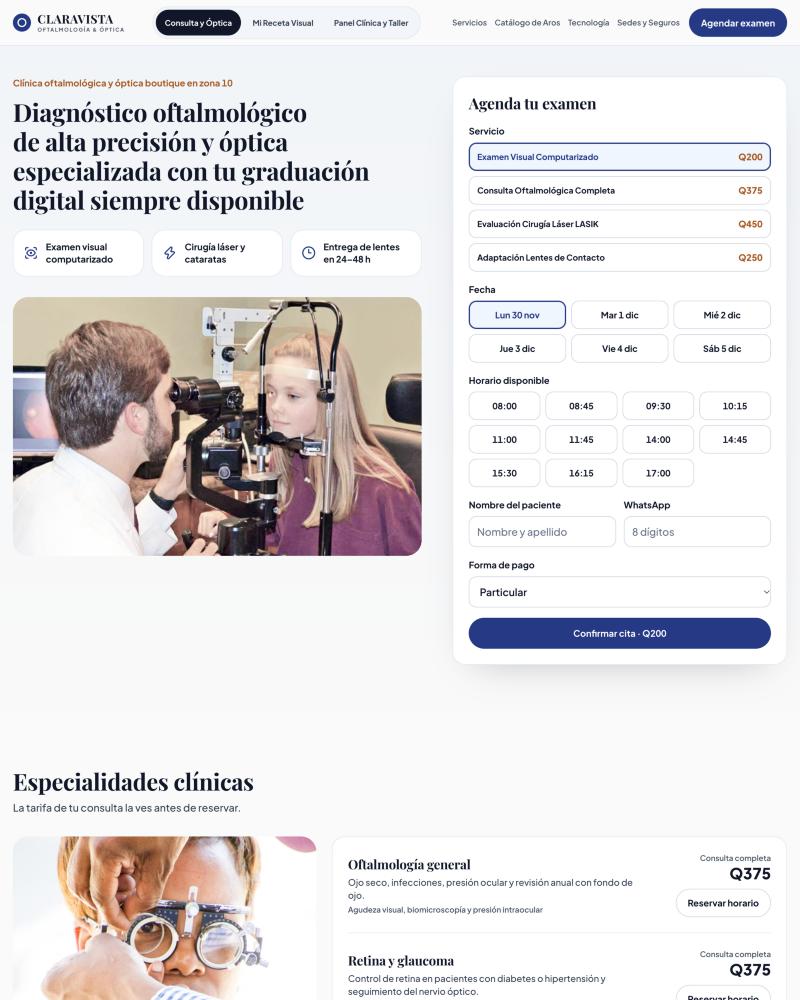 CLARAVISTA
OFTALMOLOGÍA & ÓPTICA
Consulta y Óptica
Mi Receta Visual
Panel Clínica y Taller
Servicios
Catálogo de Aros
Tecnología
Sedes y Seguros
Agendar examen
Clínica oftalmológica y óptica boutique en zona 10
Diagnóstico oftalmológico
de alta precisión y óptica
especializada con tu graduación
digital siempre disponible
Examen visual
computarizado
Cirugía láser y
cataratas
Entrega de lentes
en 24–48 h
Agenda tu examen
Servicio
Examen Visual Computarizado Q200
Consulta Oftalmológica Completa Q375
Evaluación Cirugía Láser LASIK Q450
Adaptación Lentes de Contacto Q250
Fecha
Lun 30 nov
Mar 1 dic
Mié 2 dic
Jue 3 dic
Vie 4 dic
Sáb 5 dic
Horario disponible
08:00
08:45
09:30
10:15
11:00
11:45
14:00
14:45
15:30
16:15
17:00
Nombre del paciente
WhatsApp
Nombre y apellido
8 dígitos
Forma de pago
Particular
Confirmar cita · Q200
Especialidades clínicas
La tarifa de tu consulta la ves antes de reservar.
Oftalmología general
Ojo seco, infecciones, presión ocular y revisión anual con fondo de
ojo.
Agudeza visual, biomicroscopía y presión intraocular
Consulta completa
Q375
Reservar horario
Retina y glaucoma
Control de retina en pacientes con diabetes o hipertensión y
seguimiento del nervio óptico.
Consulta completa
Q375
Reservar horario